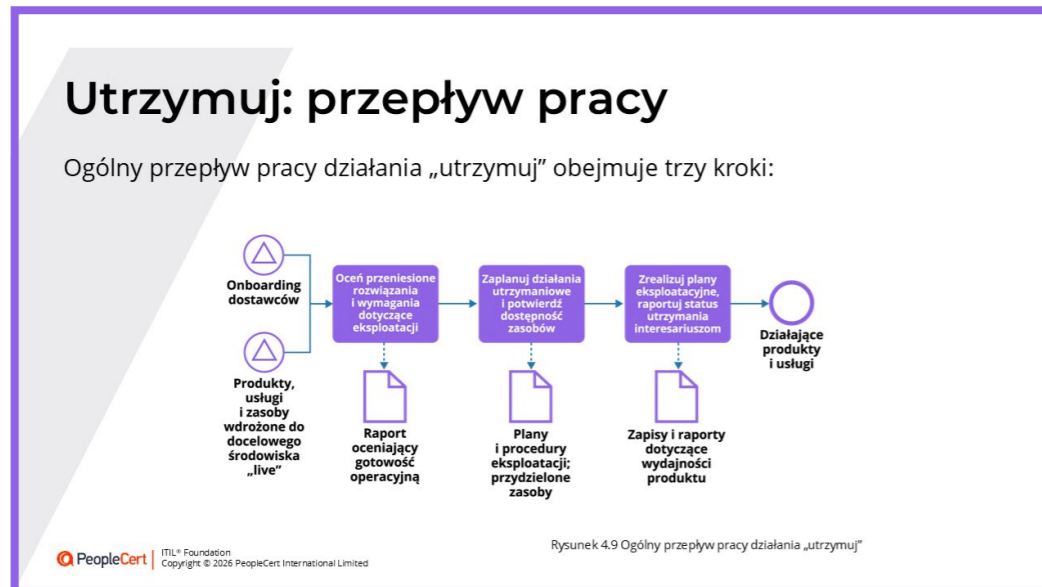 Utrzymuj: przepływ pracy
Ogólny przepływ pracy działania „utrzymuj” obejmuje trzy kroki:
Onboarding
dostawców
Produkty,
usługi
i zasoby
wdrożone do
docelowego
środowiska
„live”
Oceń przeniesione
rozwiązania
i wymagania
dotyczące
eksploatacji
Raport
oceniający
gotowość
operacyjną
Zaplanuj działania
utrzymaniowe
i potwierdź
dostępność
zasobów
Plany
i procedury
eksploatacji;
przydzielone
zasoby
Zrealizuj plany
eksploatacyjne,
raportuj status
utrzymania
interesariuszom
Zapisy i raporty
dotyczące
wydajności
produktu
Działające
produkty
i usługi
Rysunek 4.9 Ogólny przepływ pracy działania „utrzymuj”
PeopleCert
ITIL® Foundation
Copyright © 2026 PeopleCert International Limited